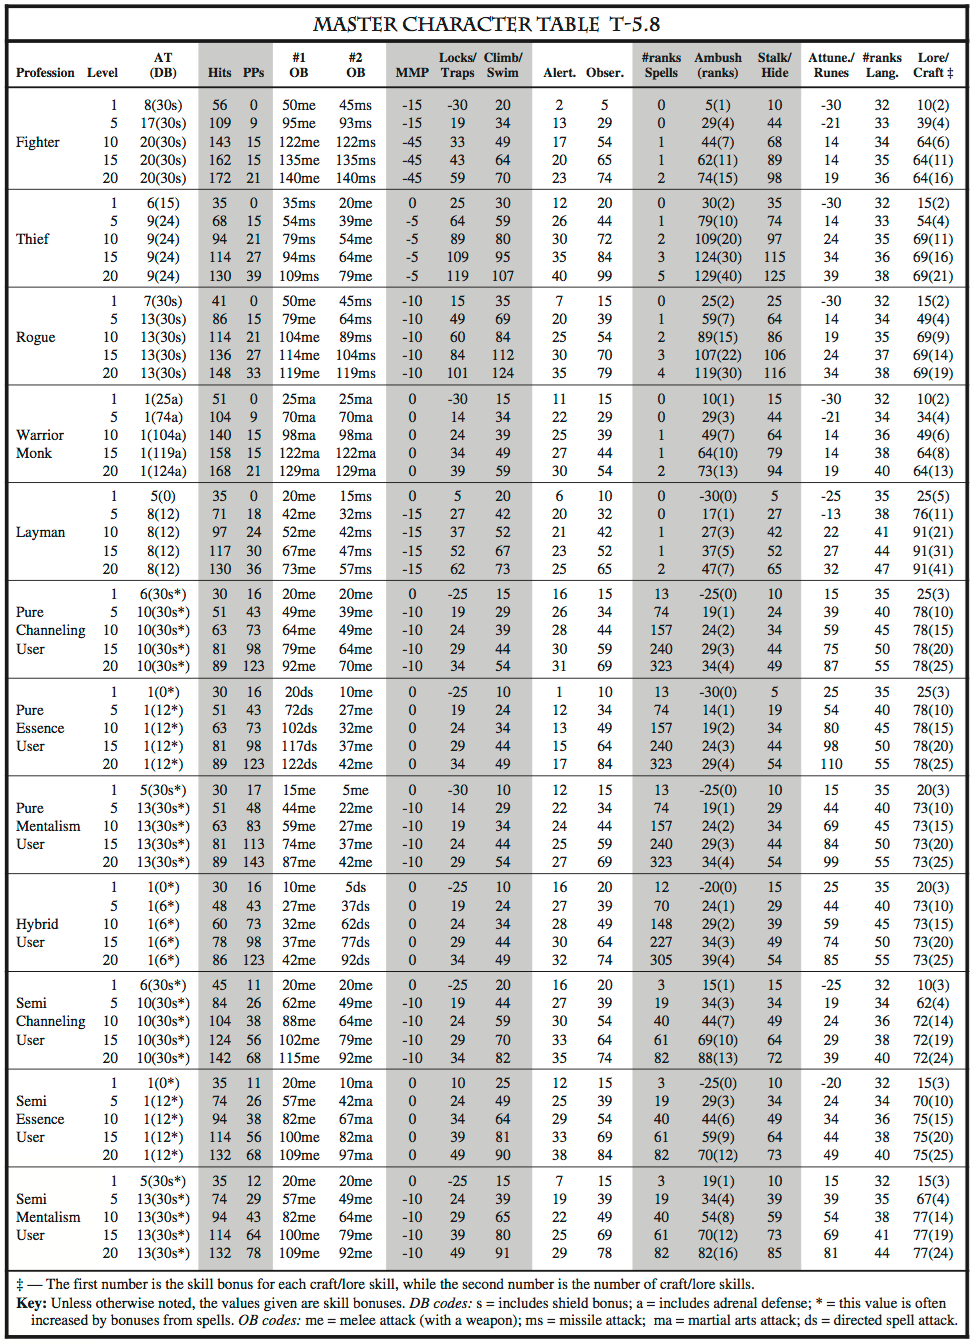 MASTER CHARACTER TABLE T-5.8
AT #1 #2 Locks/ Climb/ #ranks Ambush Stalk/ Attune./ #ranks Lore/
Profession Level (DB) Hits PPs OB OB MMP Traps Swim Alert. Obser. Spells (ranks) Hide Runes Lang. Craft ‡
1 8(30s) 56 0 50me 45ms -15 -30 20 2 5 0 5(1) 10 -30 32 10(2)
5 17(30s) 109 9 95me 93ms -15 19 34 13 29 0 29(4) 44 -21 33 39(4)
Fighter 10 20(30s) 143 15 122me 122ms -45 33 49 17 54 1 44(7) 68 14 34 64(6)
15 20(30s) 162 15 135me 135ms -45 43 64 20 65 1 62(11) 89 14 35 64(11)
20 20(30s) 172 21 140me 140ms -45 59 70 23 74 2 74(15) 98 19 36 64(16)
1 6(15) 35 0 35ms 20me 0 25 30 12 20 0 30(2) 35 -30 32 15(2)
5 9(24) 68 15 54ms 39me -5 64 59 26 44 1 79(10) 74 14 33 54(4)
Thief 10 9(24) 94 21 79ms 54me -5 89 80 30 72 2 109(20) 97 24 35 69(11)
15 9(24) 114 27 94ms 64me -5 109 95 35 84 3 124(30) 115 34 36 69(16)
20 9(24) 130 39 109ms 79me -5 119 107 40 99 5 129(40) 125 39 38 69(21)
1 7(30s) 41 0 50me 45ms -10 15 35 7 15 0 25(2) 25 -30 32 15(2)
5 13(30s) 86 15 79me 64ms -10 49 69 20 39 1 59(7) 64 14 34 49(4)
Rogue 10 13(30s) 114 21 104me 89ms -10 60 84 25 54 2 89(15) 86 19 35 69(9)
15 13(30s) 136 27 114me 104ms -10 84 112 30 70 3 107(22) 106 24 37 69(14)
20 13(30s) 148 33 119me 119ms -10 101 124 35 79 4 119(30) 116 34 38 69(19)
1 1(25a) 51 0 25ma 25ma 0 -30 15 11 15 0 10(1) 15 -30 32 10(2)
5 1(74a) 104 9 70ma 70ma 0 14 34 22 29 0 29(3) 44 -21 34 34(4)
Warrior 10 1(104a) 140 15 98ma 98ma 0 24 39 25 39 1 49(7) 64 14 36 49(6)
Monk 15 1(119a) 158 15 122ma 122ma 0 34 49 27 44 1 64(10) 79 14 38 64(8)
20 1(124a) 168 21 129ma 129ma 0 39 59 30 54 2 73(13) 94 19 40 64(13)
1 5(0) 35 0 20me 15ms 0 5 20 6 10 0 -30(0) 5 -25 35 25(5)
5 8(12) 71 18 42me 32ms -15 27 42 20 32 0 17(1) 27 -13 38 76(11)
Layman 10 8(12) 97 24 52me 42ms -15 37 52 21 42 1 27(3) 42 22 41 91(21)
15 8(12) 117 30 67me 47ms -15 52 67 23 52 1 37(5) 52 27 44 91(31)
20 8(12) 130 36 73me 57ms -15 62 73 25 65 2 47(7) 65 32 47 91(41)
1 6(30s*) 30 16 20me 20me 0 -25 15 16 15 13 -25(0) 10 15 35 25(3)
Pure 5 10(30s*) 51 43 49me 39me -10 19 29 26 34 74 19(1) 24 39 40 78(10)
Channeling 10 10(30s*) 63 73 64me 49me -10 24 39 28 44 157 24(2) 34 59 45 78(15)
User 15 10(30s*) 81 98 79me 64me -10 29 44 30 59 240 29(3) 44 75 50 78(20)
20 10(30s*) 89 123 92me 70me -10 34 54 31 69 323 34(4) 49 87 55 78(25)
1 1(0*) 30 16 20ds 10me 0 -25 10 1 10 13 -30(0) 5 25 35 25(3)
Pure 5 1(12*) 51 43 72ds 27me 0 19 24 12 34 74 14(1) 19 54 40 78(10)
Essence 10 1(12*) 63 73 102ds 32me 0 24 34 13 49 157 19(2) 34 80 45 78(15)
User 15 1(12*) 81 98 117ds 37me 0 29 44 15 64 240 24(3) 44 98 50 78(20)
20 1(12*) 89 123 122ds 42me 0 34 49 17 84 323 29(4) 54 110 55 78(25)
1 5(30s*) 30 17 15me 5me 0 -30 10 12 15 13 -25(0) 10 15 35 20(3)
Pure 5 13(30s*) 51 48 44me 22me -10 14 29 22 34 74 19(1) 29 44 40 73(10)
Mentalism 10 13(30s*) 63 83 59me 27me -10 19 34 24 44 157 24(2) 34 69 45 73(15)
User 15 13(30s*) 81 113 74me 37me -10 24 44 25 59 240 29(3) 44 84 50 73(20)
20 13(30s*) 89 143 87me 42me -10 29 54 27 69 323 34(4) 54 99 55 73(25)
1 1(0*) 30 16 10me 5ds 0 -25 10 16 20 12 -20(0) 15 25 35 20(3)
5 1(6*) 48 43 27me 37ds 0 19 24 27 39 70 24(1) 29 44 40 73(10)
Hybrid 10 1(6*) 60 73 32me 62ds 0 24 34 28 49 148 29(2) 39 59 45 73(15)
User 15 1(6*) 78 98 37me 77ds 0 29 44 30 64 227 34(3) 49 74 50 73(20)
20 1(6*) 86 123 42me 92ds 0 34 49 32 74 305 39(4) 54 85 55 73(25)
1 6(30s*) 45 11 20me 20me 0 -25 20 16 20 3 15(1) 15 -25 32 10(3)
Semi 5 10(30s*) 84 26 62me 49me -10 19 44 27 39 19 34(3) 34 19 34 62(4)
Channeling 10 10(30s*) 104 38 88me 64me -10 24 59 30 54 40 44(7) 49 24 36 72(14)
User 15 10(30s*) 124 56 102me 79me -10 29 70 33 64 61 69(10) 64 29 38 72(19)
20 10(30s*) 142 68 115me 92me -10 34 82 35 74 82 88(13) 72 39 40 72(24)
1 1(0*) 35 11 20me 10ma 0 10 25 12 15 3 -25(0) 10 -20 32 15(3)
Semi 5 1(12*) 74 26 57me 42ma 0 24 49 25 39 19 29(3) 34 24 34 70(10)
Essence 10 1(12*) 94 38 82me 67ma 0 34 64 29 54 40 44(6) 49 34 36 75(15)
User 15 1(12*) 114 56 100me 82ma 0 39 81 33 69 61 59(9) 64 44 38 75(20)
20 1(12*) 132 68 109me 97ma 0 49 90 38 84 82 70(12) 73 49 40 75(25)
1 5(30s*) 35 12 20me 20me 0 -25 15 7 15 3 19(1) 10 15 32 15(3)
Semi 5 13(30s*) 74 29 57me 49me -10 24 39 19 39 19 34(4) 39 39 35 67(4)
Mentalism 10 13(30s*) 94 43 82me 64me -10 29 65 22 49 40 54(8) 59 54 38 77(14)
User 15 13(30s*) 114 64 100me 79me -10 39 80 25 69 61 70(12) 73 69 41 77(19)
20 13(30s*) 132 78 109me 92me -10 49 91 29 78 82 82(16) 85 81 44 77(24)
‡ — The first number is the skill bonus for each craft/lore skill, while the second number is the number of craft/lore skills.
Key: Unless otherwise noted, the values given are skill bonuses. DB codes: s = includes shield bonus; a = includes adrenal defense; * = this value is often
increased by bonuses from spells. OB codes: me = melee attack (with a weapon); ms = missile attack; ma = martial arts attack; ds = directed spell attack.